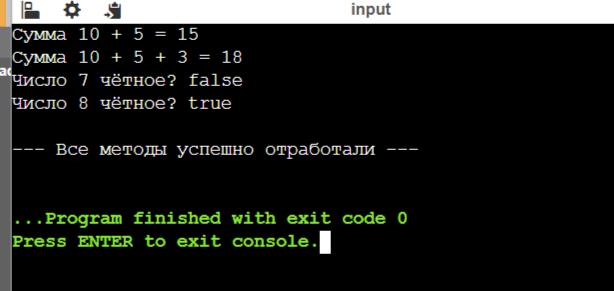 input
Сумма 10 + 5 = 15
Сумма 10 + 5 + 3 = 18
Число 7 чётное? false
Число 8 чётное? true
--- Все методы успешно отработали ---
...Program finished with exit code 0
Press ENTER to exit console.